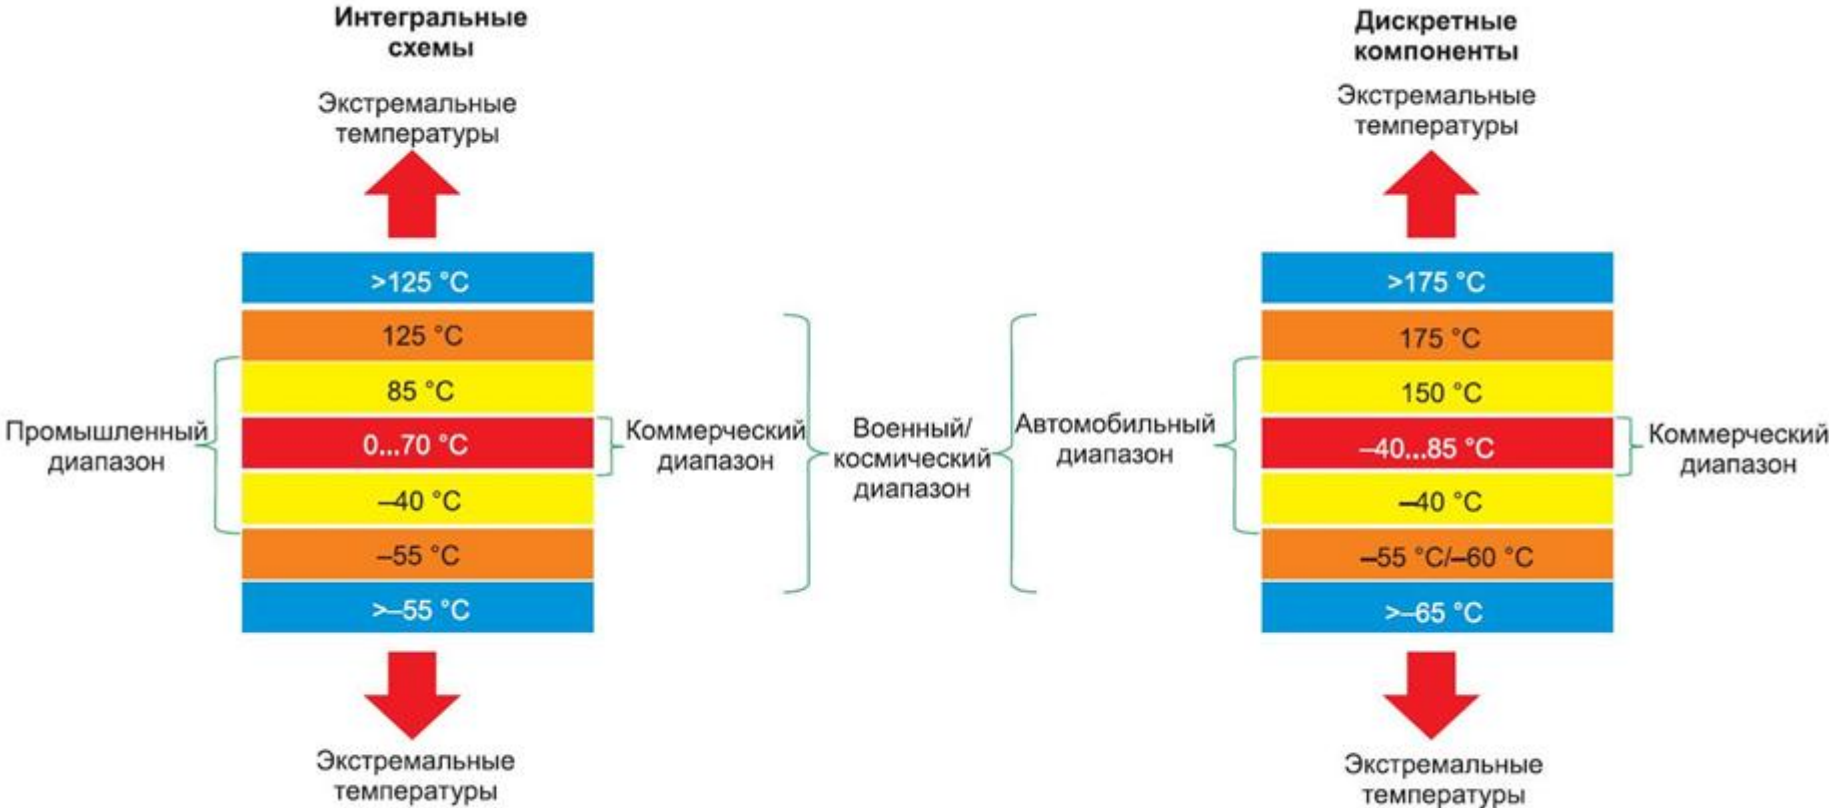 Интегральные
схемы
Экстремальные
температуры
>125 °C
125 °C
85 °C
0...70 °C
–40 °C
–55 °C
>–55 °C
Экстремальные
температуры
Промышленный
диапазон
Коммерческий
диапазон
Военный/
космический
диапазон
Автомобильный
диапазон
Дискретные
компоненты
Экстремальные
температуры
>175 °C
175 °C
150 °C
–40...85 °C
–40 °C
–55 °C/–60 °C
>–65 °C
Экстремальные
температуры
Коммерческий
диапазон